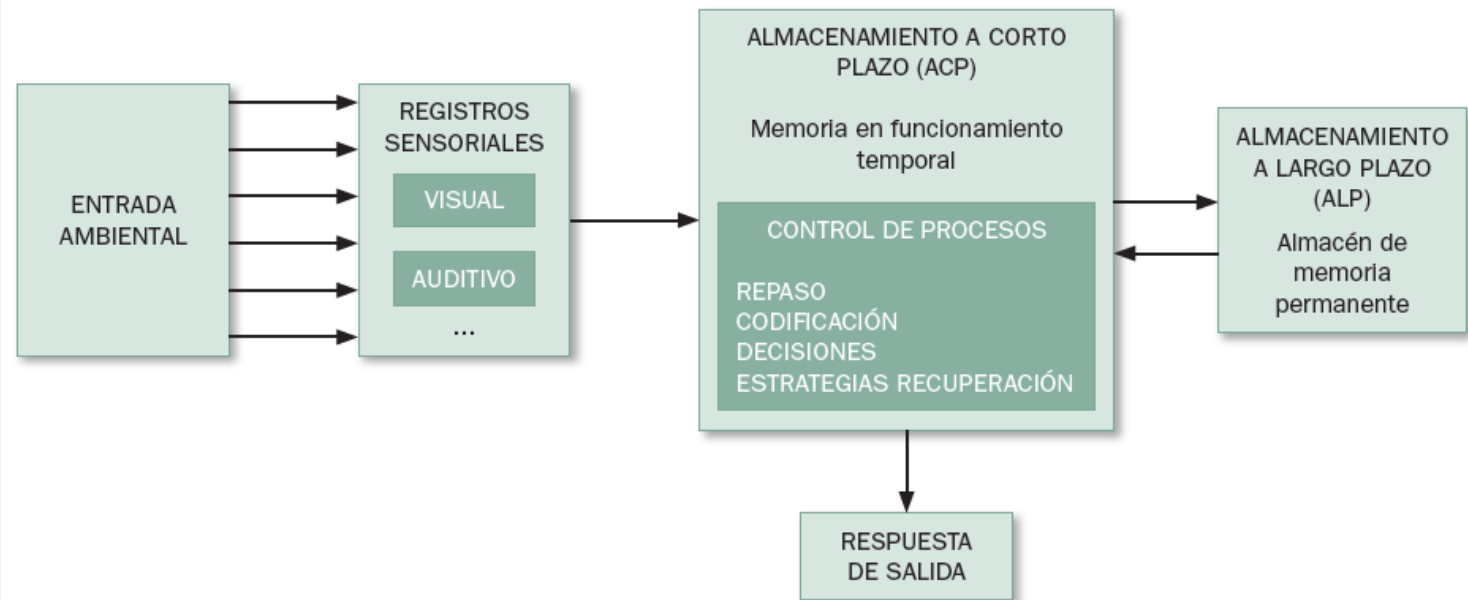 ENTRADA
AMBIENTAL
REGISTROS
SENSORIALES
VISUAL
AUDITIVO
...
ALMACENAMIENTO A CORTO
PLAZO (ACP)
Memoria en funcionamiento
temporal
CONTROL DE PROCESOS
REPASO
CODIFICACIÓN
DECISIONES
ESTRATEGIAS RECUPERACIÓN
ALMACENAMIENTO
A LARGO PLAZO
(ALP)
Almacén de
memoria
permanente
RESPUESTA
DE SALIDA